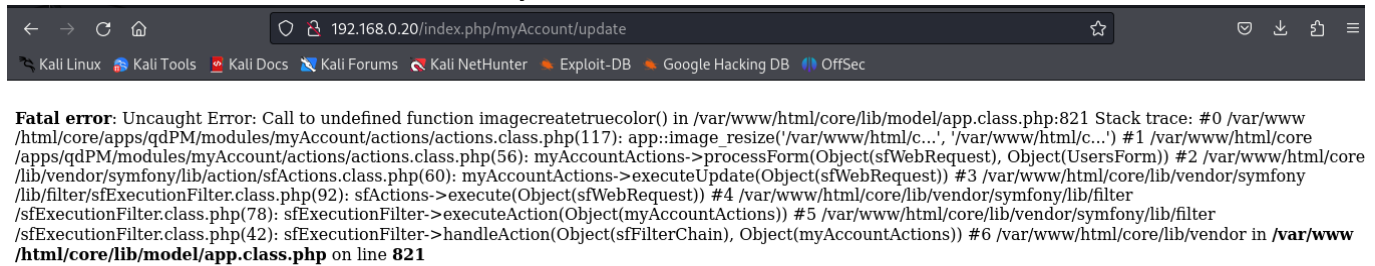 192.168.0.20/index.php/myAccount/update
Kali Linux Kali Tools Kali Docs Kali Forums Kali NetHunter Exploit-DB Google Hacking DB OffSec
Fatal error: Uncaught Error: Call to undefined function imagecreatetruecolor() in /var/www/html/core/lib/model/app.class.php:821 Stack trace: #0 /var/www
/html/core/apps/qdPM/modules/myAccount/actions/actions.class.php(117): app::image_resize('/var/www/html/c...', '/var/www/html/c...') #1 /var/www/html/core
/apps/qdPM/modules/myAccount/actions/actions.class.php(56): myAccountActions->processForm(Object(sfWebRequest), Object(UsersForm)) #2 /var/www/html/core
/lib/vendor/symfony/lib/action/sfActions.class.php(60): myAccountActions->executeUpdate(Object(sfWebRequest)) #3 /var/www/html/core/lib/vendor/symfony
/lib/filter/sfExecutionFilter.class.php(92): sfActions->execute(Object(sfWebRequest)) #4 /var/www/html/core/lib/vendor/symfony/lib/filter
/sfExecutionFilter.class.php(78): sfExecutionFilter->executeAction(Object(myAccountActions)) #5 /var/www/html/core/lib/vendor/symfony/lib/filter
/sfExecutionFilter.class.php(42): sfExecutionFilter->handleAction(Object(sfFilterChain), Object(myAccountActions)) #6 /var/www/html/core/lib/vendor in /var/www
/html/core/lib/model/app.class.php on line 821